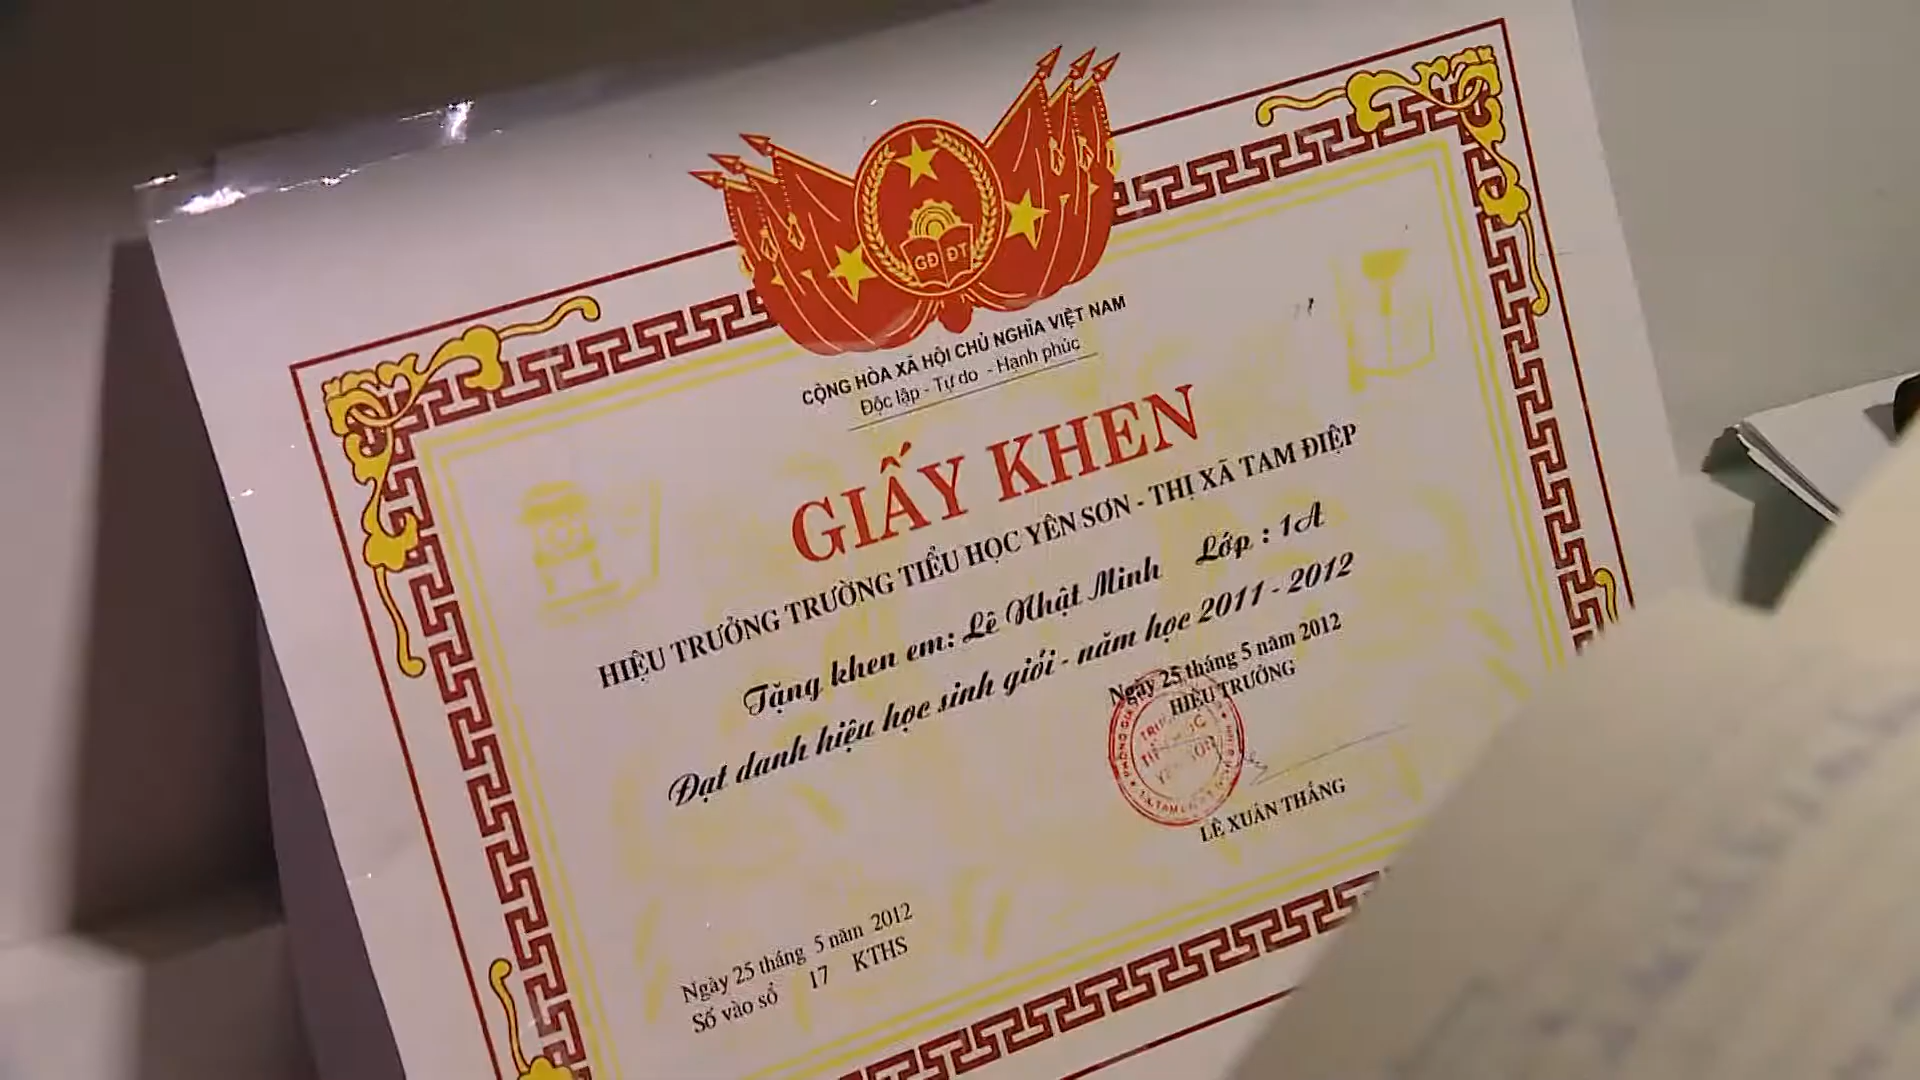 GD ĐT
CỘNG HÒA XÃ HỘI CHỦ NGHĨA VIỆT NAM
Độc lập - Tự do - Hạnh phúc
GIẤY KHEN
HIỆU TRƯỞNG TRƯỜNG TIỂU HỌC YÊN SƠN - THỊ XÃ TAM ĐIỆP
Tặng khen em: Lê Nhật Minh Lớp : 1A
Đạt danh hiệu học sinh giỏi - năm học 2011 - 2012
Ngày 25 tháng 5 năm 2012
HIỆU TRƯỞNG
LÊ XUÂN THẮNG
Ngày 25 tháng 5 năm 2012
Số vào sổ 17 KTHS